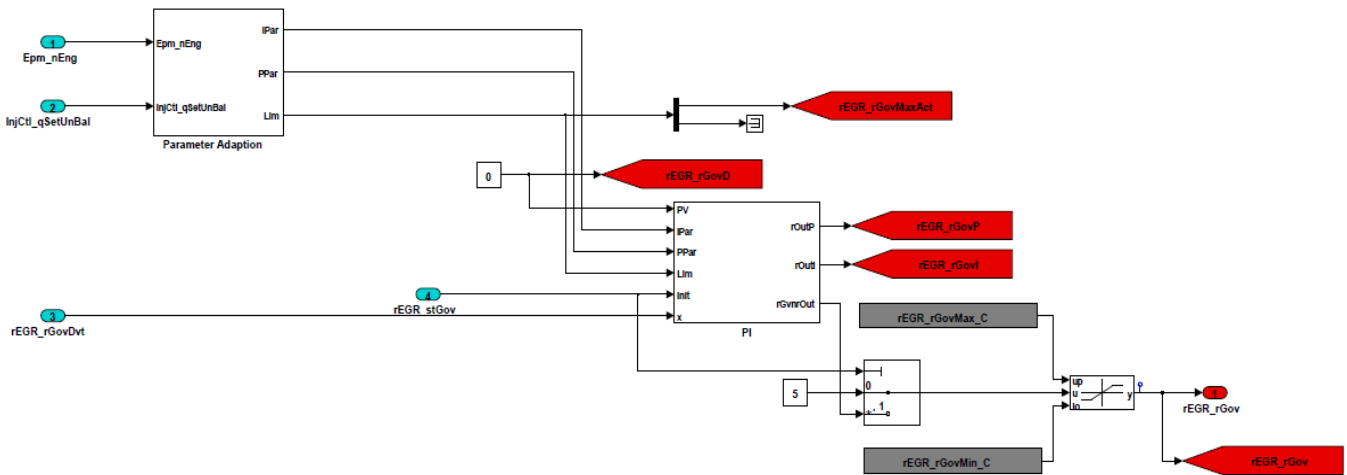 1
Epm_nEng
2
InjCtl_qSetUnBal
Epm_nEng
InjCtl_qSetUnBal
IPar
PPar
Lim
Parameter Adaption
rEGR_rGovMaxAct
0
rEGR_rGovD
PV
IPar
PPar
Lim
Init
x
rOutP
rOutI
rGvnrOut
PI
rEGR_rGovP
rEGR_rGovI
4
rEGR_stGov
3
rEGR_rGovDvt
rEGR_rGovMax_C
5
0
*, 1
up
u
lo
y
1
rEGR_rGov
rEGR_rGovMin_C
rEGR_rGov